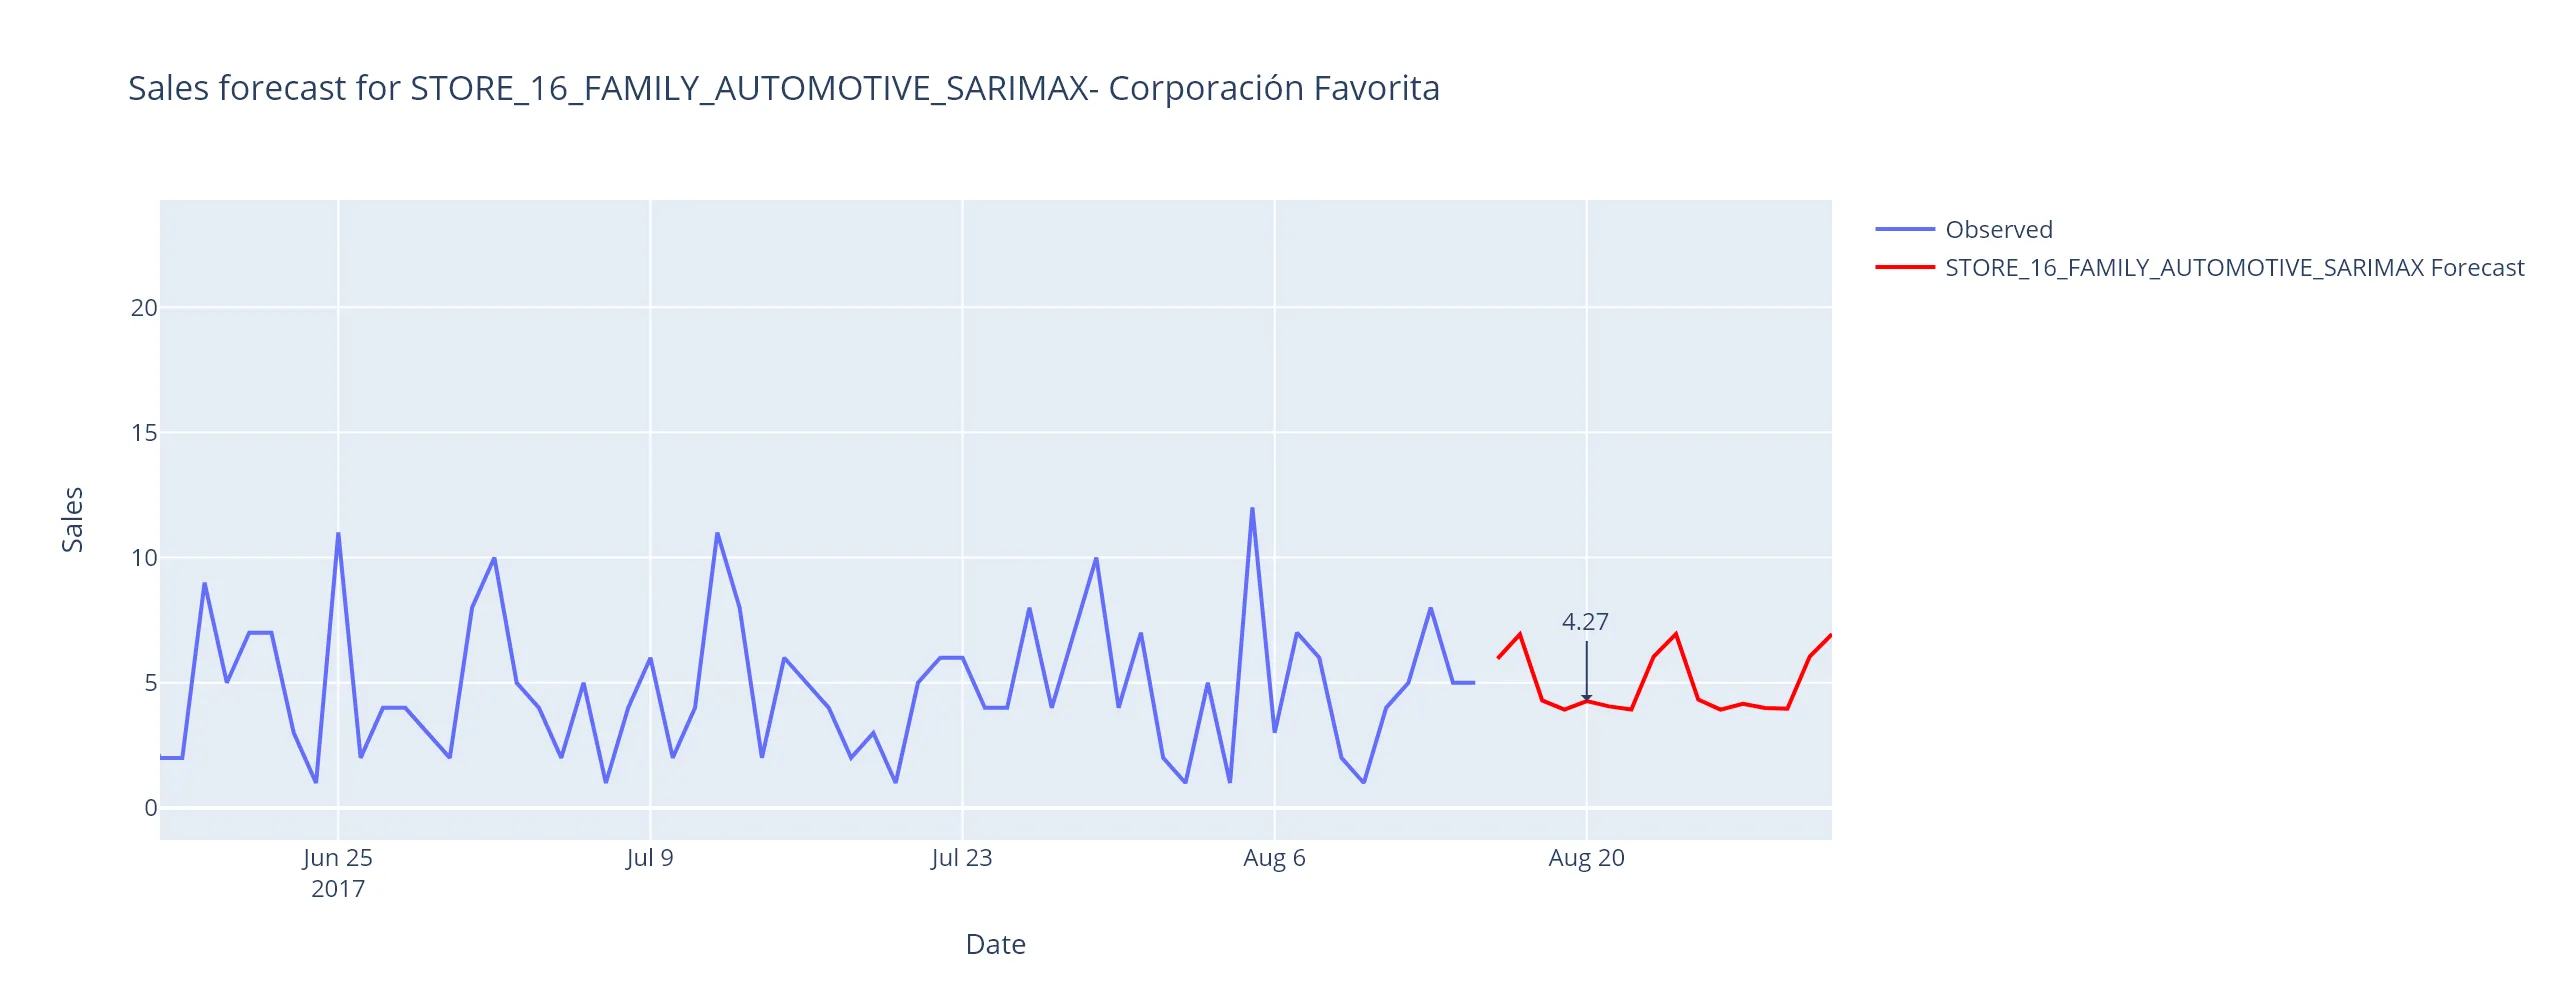 Sales forecast for STORE_16_FAMILY_AUTOMOTIVE_SARIMAX- Corporación Favorita
Observed
STORE_16_FAMILY_AUTOMOTIVE_SARIMAX Forecast
20
15
10
5
0
Sales
4.27
Jun 25
2017
Jul 9
Jul 23
Aug 6
Aug 20
Date